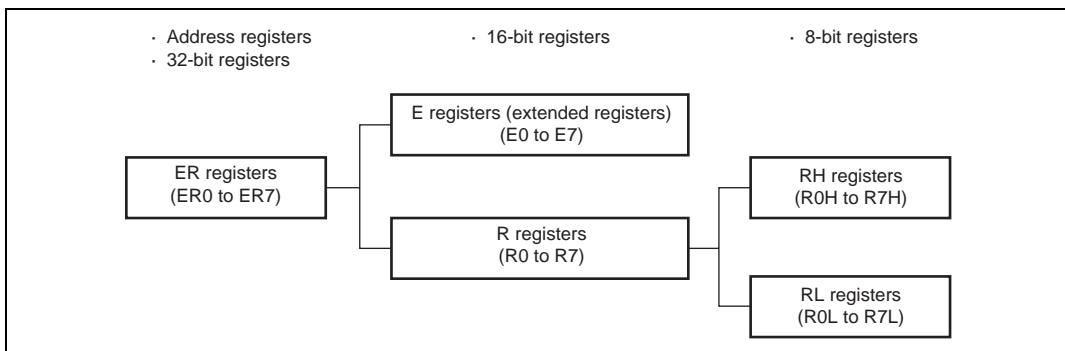 · Address registers
· 32-bit registers
· 16-bit registers
· 8-bit registers
E registers (extended registers)
(E0 to E7)
ER registers
(ER0 to ER7)
RH registers
(R0H to R7H)
R registers
(R0 to R7)
RL registers
(R0L to R7L)